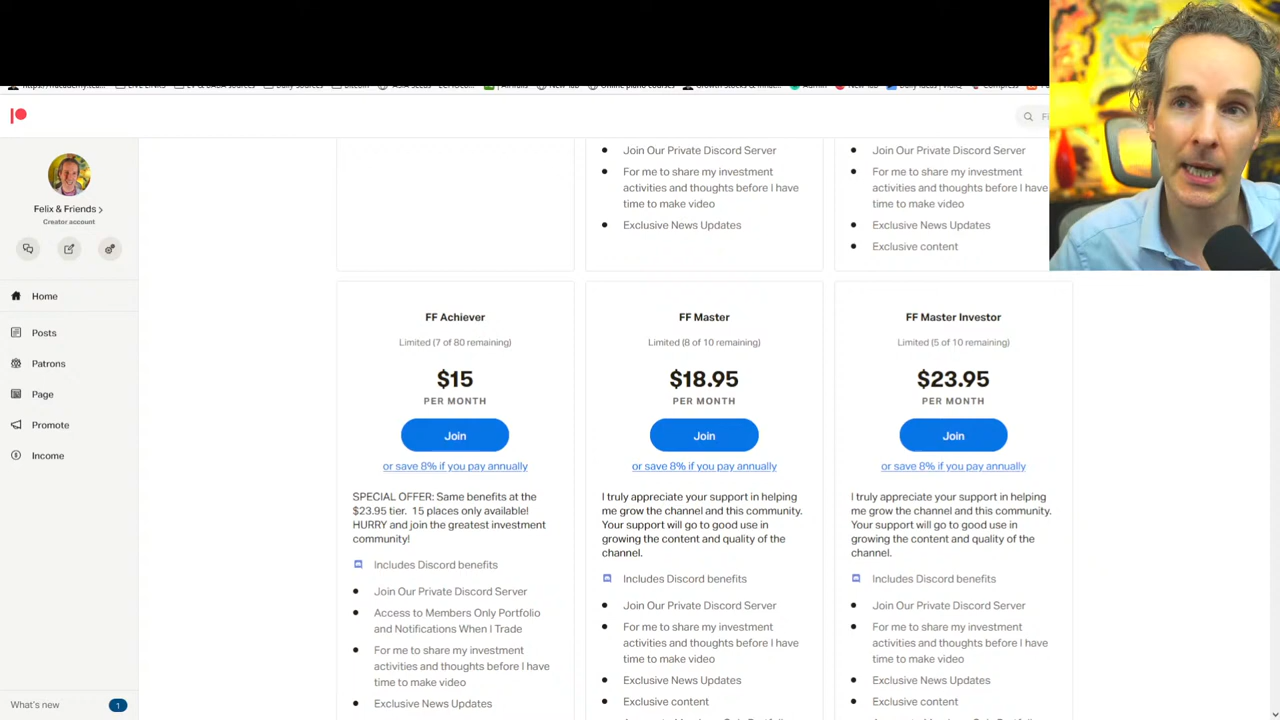 Felix & Friends
Creator account
Home
Posts
Patrons
Page
Promote
Income
What's new
1
Join Our Private Discord Server
For me to share my investment
activities and thoughts before I have
time to make video
Exclusive News Updates
Join Our Private Discord Server
For me to share my investment
activities and thoughts before I have
time to make video
Exclusive News Updates
Exclusive content
FF Achiever
Limited (7 of 80 remaining)
$15
PER MONTH
Join
or save 8% if you pay annually
SPECIAL OFFER: Same benefits at the
$23.95 tier. 15 places only available!
HURRY and join the greatest investment
community!
Includes Discord benefits
Join Our Private Discord Server
Access to Members Only Portfolio
and Notifications When I Trade
For me to share my investment
activities and thoughts before I have
time to make video
Exclusive News Updates
FF Master
Limited (8 of 10 remaining)
$18.95
PER MONTH
Join
or save 8% if you pay annually
I truly appreciate your support in helping
me grow the channel and this community.
Your support will go to good use in
growing the content and quality of the
channel.
Includes Discord benefits
Join Our Private Discord Server
For me to share my investment
activities and thoughts before I have
time to make video
Exclusive News Updates
Exclusive content
FF Master Investor
Limited (5 of 10 remaining)
$23.95
PER MONTH
Join
or save 8% if you pay annually
I truly appreciate your support in helping
me grow the channel and this community.
Your support will go to good use in
growing the content and quality of the
channel.
Includes Discord benefits
Join Our Private Discord Server
For me to share my investment
activities and thoughts before I have
time to make video
Exclusive News Updates
Exclusive content